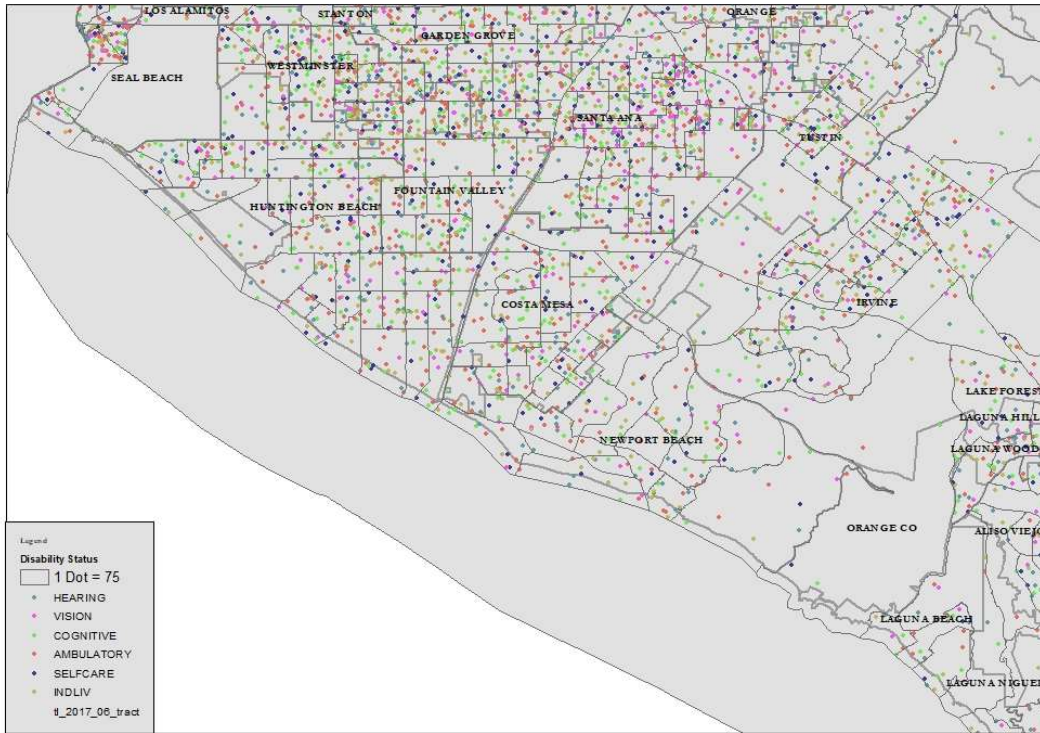 LOS ALAMITOS
STANTON
ORANGE
GARDEN GROVE
WESTMINSTER
SEAL BEACH
SANTA ANA
TUSTIN
FOUNTAIN VALLEY
HUNTINGTON BEACH
COSTA MESA
IRVINE
LAKE FOREST
LAGUNA HILL
NEWPORT BEACH
LAGUNA WOOD
ORANGE CO
ALISO VIEJO
LAGUNA BEACH
LAGUNA NIGUEL
Legend
Disability Status
1 Dot = 75
HEARING
VISION
COGNITIVE
AMBULATORY
SELFCARE
INDLIV
tl_2017_06_tract